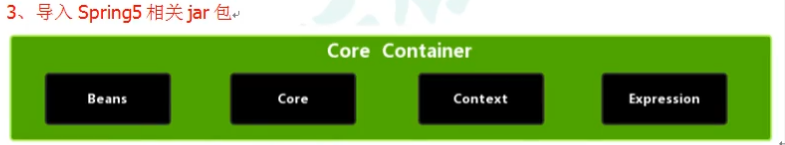 3、导入 Spring5 相关 jar 包
Core Container
Beans Core Context Expression